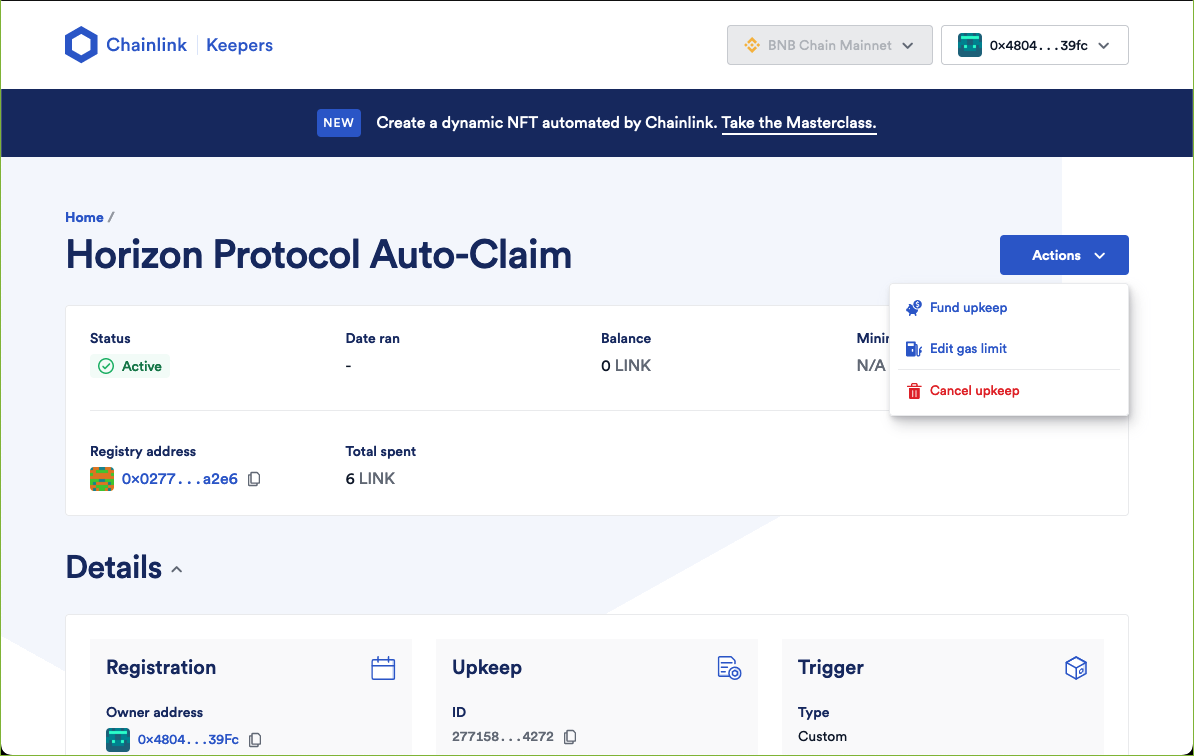 Chainlink | Keepers
BNB Chain Mainnet
0x4804...39fc
NEW Create a dynamic NFT automated by Chainlink. Take the Masterclass.
Home /
Horizon Protocol Auto-Claim
Actions
Fund upkeep
Edit gas limit
Cancel upkeep
Status Date ran Balance
Active - 0 LINK N/A
Registry address Total spent
0x0277...a2e6 6 LINK
Details
Registration Upkeep Trigger
Owner address ID Type
0x4804...39Fc 277158...4272 Custom